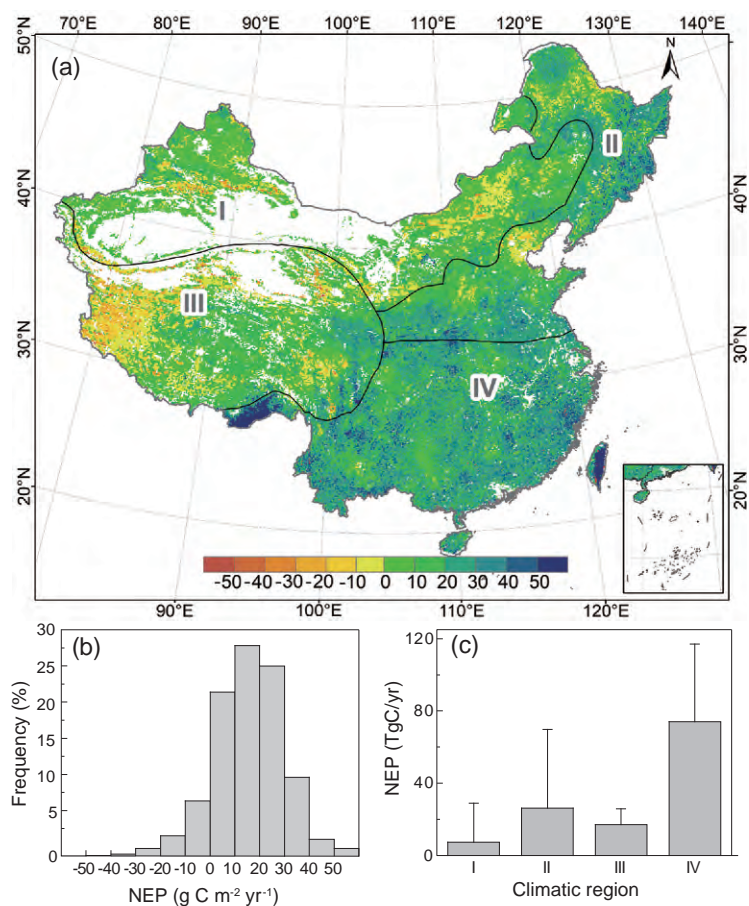 70°E 80°E 90°E 100°E 110°E 120°E 130°E 140°E
50°N
(a)
N
50°N
II
40°N
I
40°N
III
30°N
IV
30°N
20°N
20°N
-50 -40 -30 -20 -10 0 10 20 30 40 50
90°E 100°E 110°E 120°E
(b)
Frequency (%)
30
25
20
15
10
5
0
-50 -40 -30 -20 -10 0 10 20 30 40 50
NEP (g C m⁻² yr⁻¹)
(c)
NEP (TgC/yr)
120
80
40
0
I II III IV
Climatic region